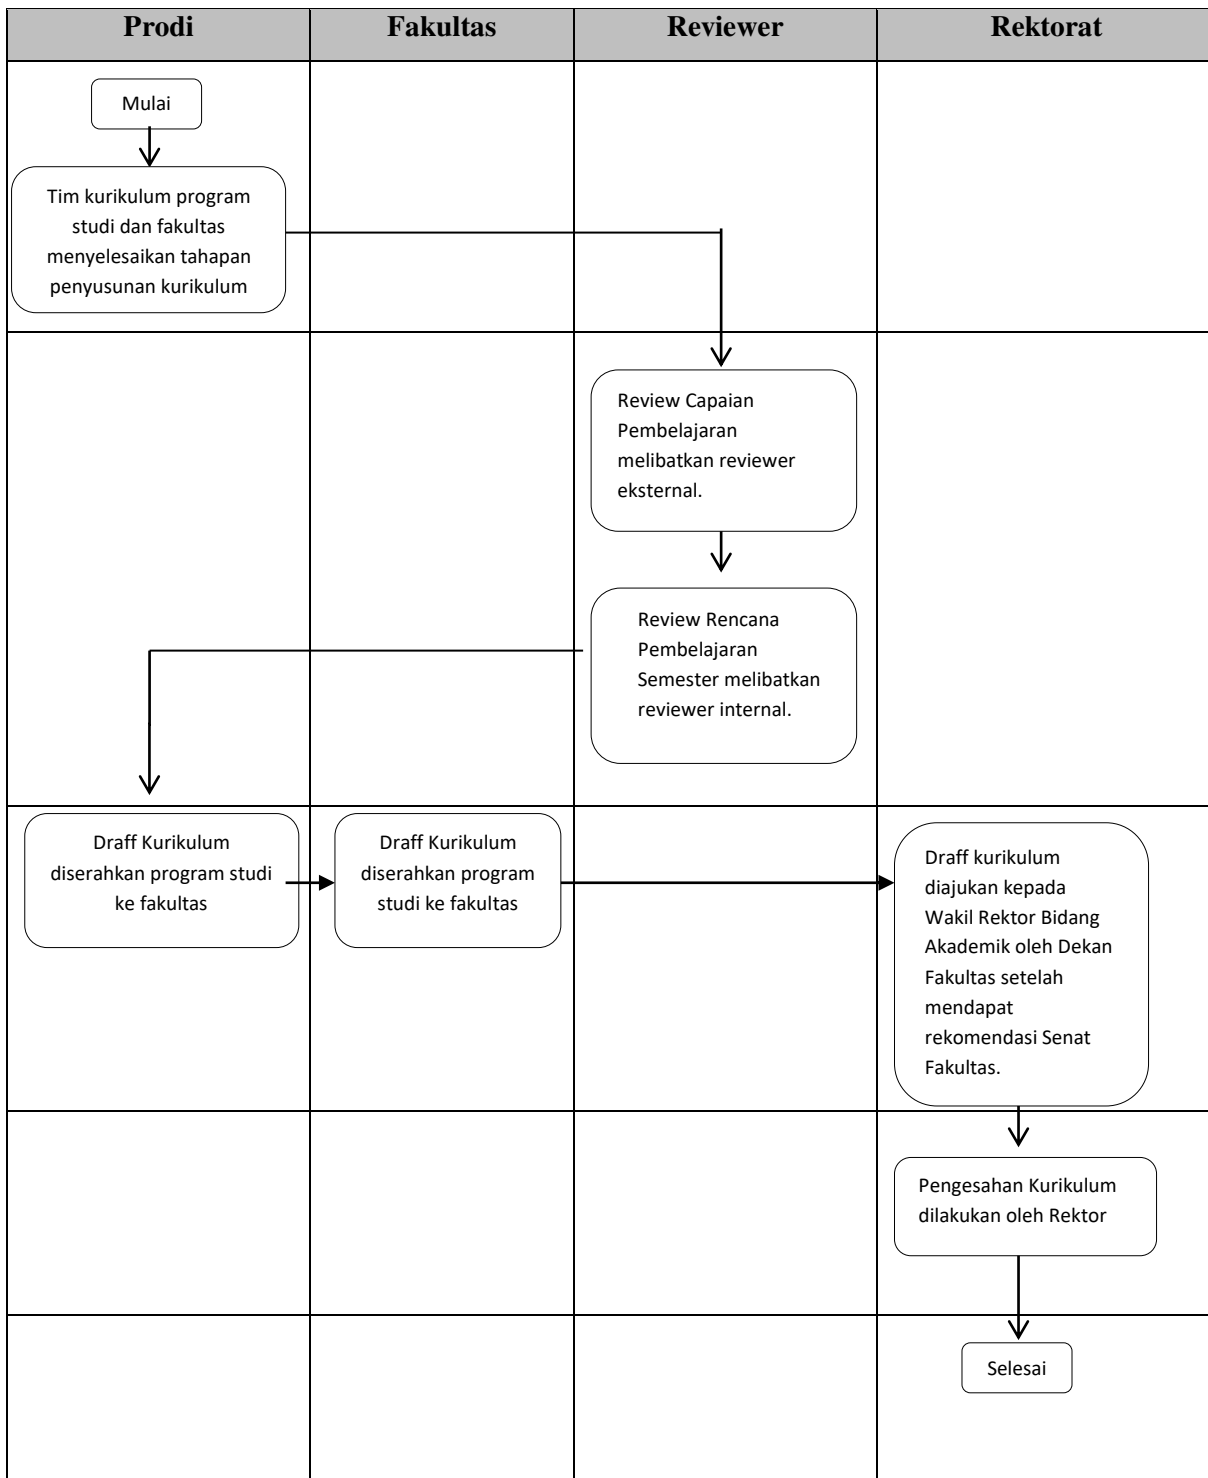 Prodi
Fakultas
Reviewer
Rektorat
Mulai
Tim kurikulum program
studi dan fakultas
menyelesaikan tahapan
penyusunan kurikulum
Review Capaian
Pembelajaran
melibatkan reviewer
eksternal.
Review Rencana
Pembelajaran
Semester melibatkan
reviewer internal.
Draff Kurikulum
diserahkan program studi
ke fakultas
Draff Kurikulum
diserahkan program
studi ke fakultas
Draff kurikulum
diajukan kepada
Wakil Rektor Bidang
Akademik oleh Dekan
Fakultas setelah
mendapat
rekomendasi Senat
Fakultas.
Pengesahan Kurikulum
dilakukan oleh Rektor
Selesai